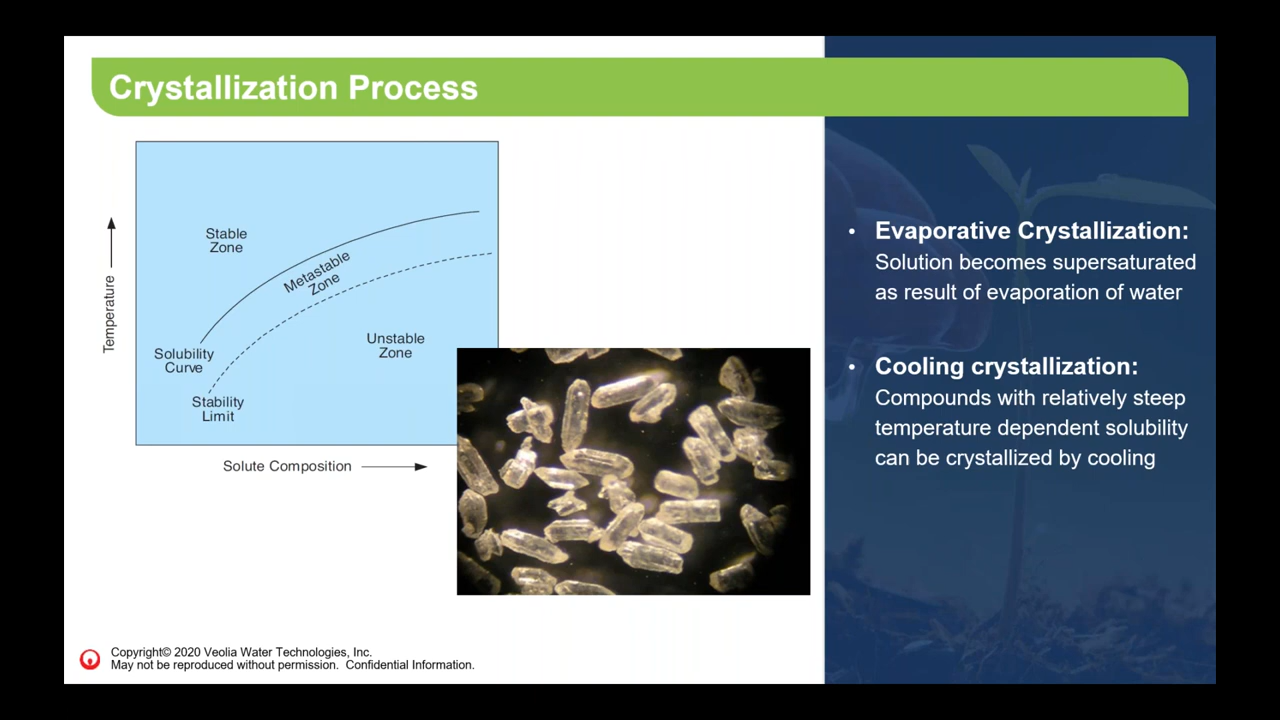 Crystallization Process
Stable
Zone
Metastable
Zone
Unstable
Zone
Solubility
Curve
Stability
Limit
Temperature
Solute Composition
• Evaporative Crystallization:
Solution becomes supersaturated
as result of evaporation of water
• Cooling crystallization:
Compounds with relatively steep
temperature dependent solubility
can be crystallized by cooling
Copyright© 2020 Veolia Water Technologies, Inc.
May not be reproduced without permission. Confidential Information.